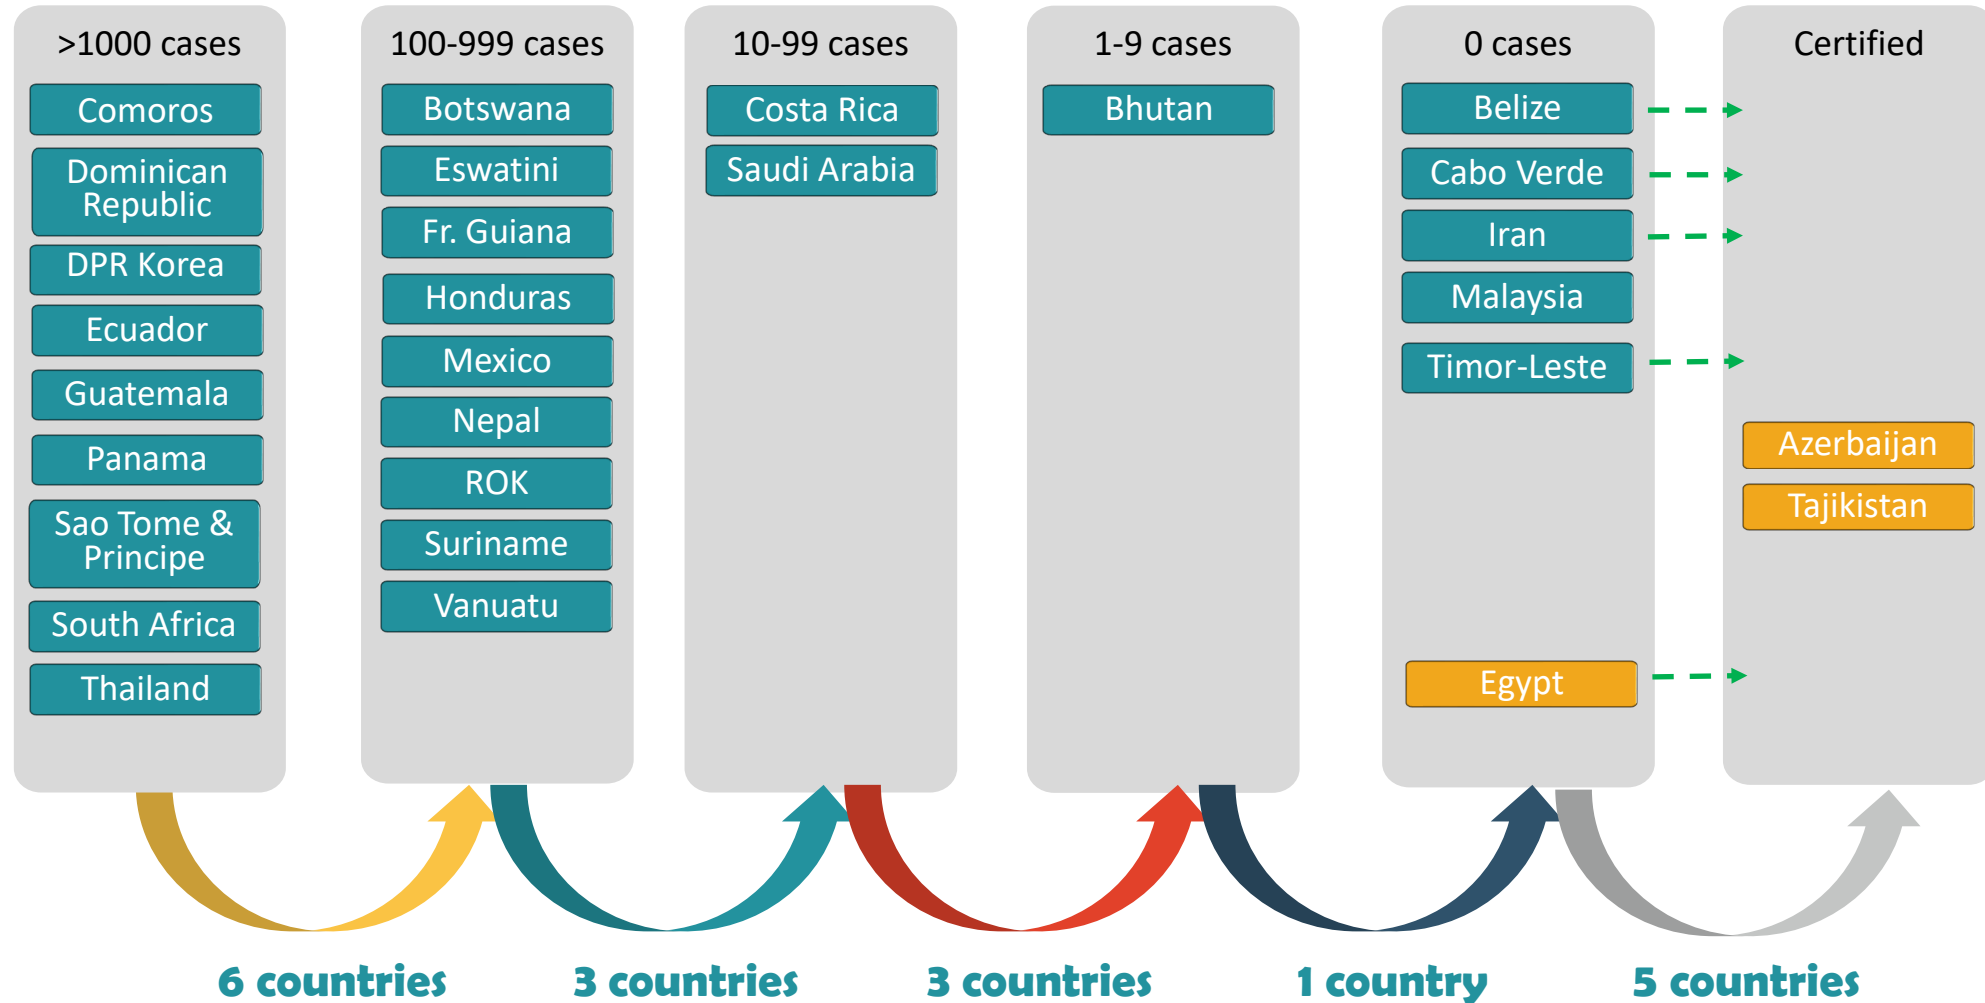 >1000 cases
Comoros
Dominican
Republic
DPR Korea
Ecuador
Guatemala
Panama
Sao Tome &
Principe
South Africa
Thailand
100-999 cases
Botswana
Eswatini
Fr. Guiana
Honduras
Mexico
Nepal
ROK
Suriname
Vanuatu
10-99 cases
Costa Rica
Saudi Arabia
1-9 cases
Bhutan
0 cases
Belize
Cabo Verde
Iran
Malaysia
Timor-Leste
Egypt
Certified
Azerbaijan
Tajikistan
6 countries
3 countries
3 countries
1 country
5 countries